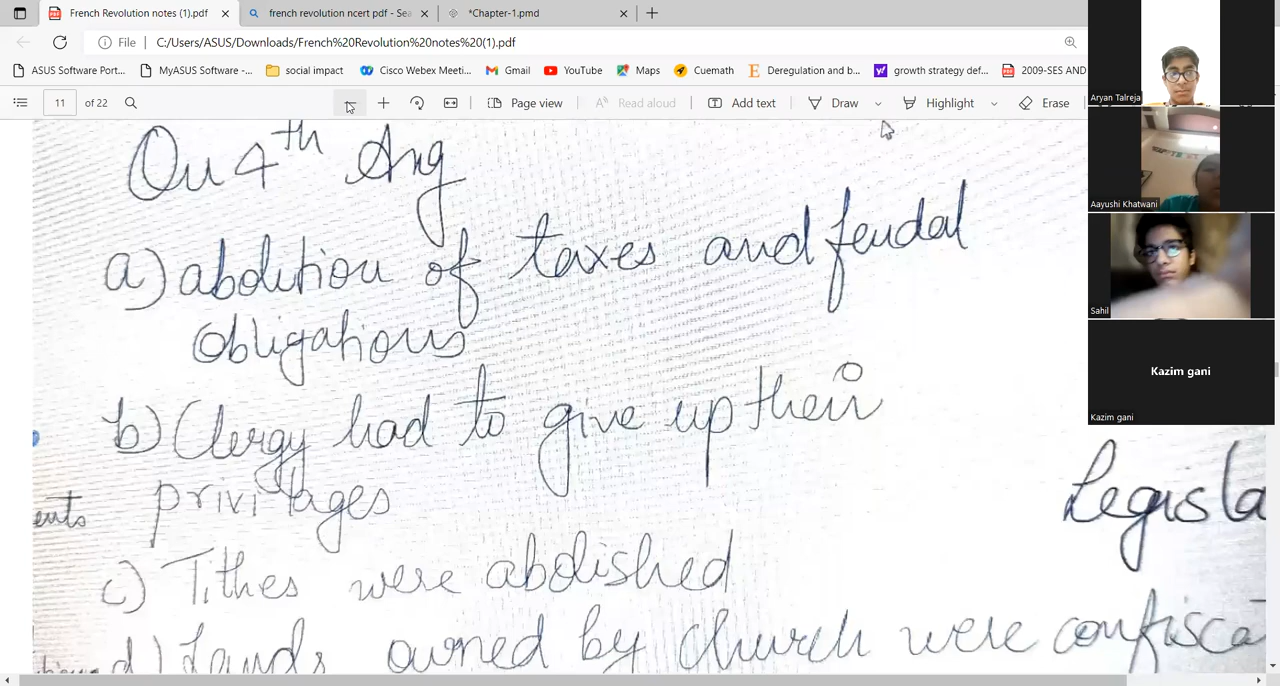 French Revolution notes (1).pdf
french revolution ncert pdf - Sea
*Chapter-1.pmd
File
C:/Users/ASUS/Downloads/French%20Revolution%20notes%20(1).pdf
ASUS Software Port...
MyASUS Software -...
social impact
Cisco Webex Meeti...
Gmail
YouTube
Maps
Cuemath
Deregulation and b...
growth strategy def...
2009-SES AND
11 of 22
Page view
Read aloud
Add text
Draw
Highlight
Erase
On 4th Aug
a) abolition of taxes and feudal
obligations
b) Clergy had to give up their
privilages
ents
Legisla
c) Tithes were abolished
d) Lands owned by church were confisca
Aryan Talreja
Aayushi Khatwani
Sahil
Kazim gani
Kazim gani